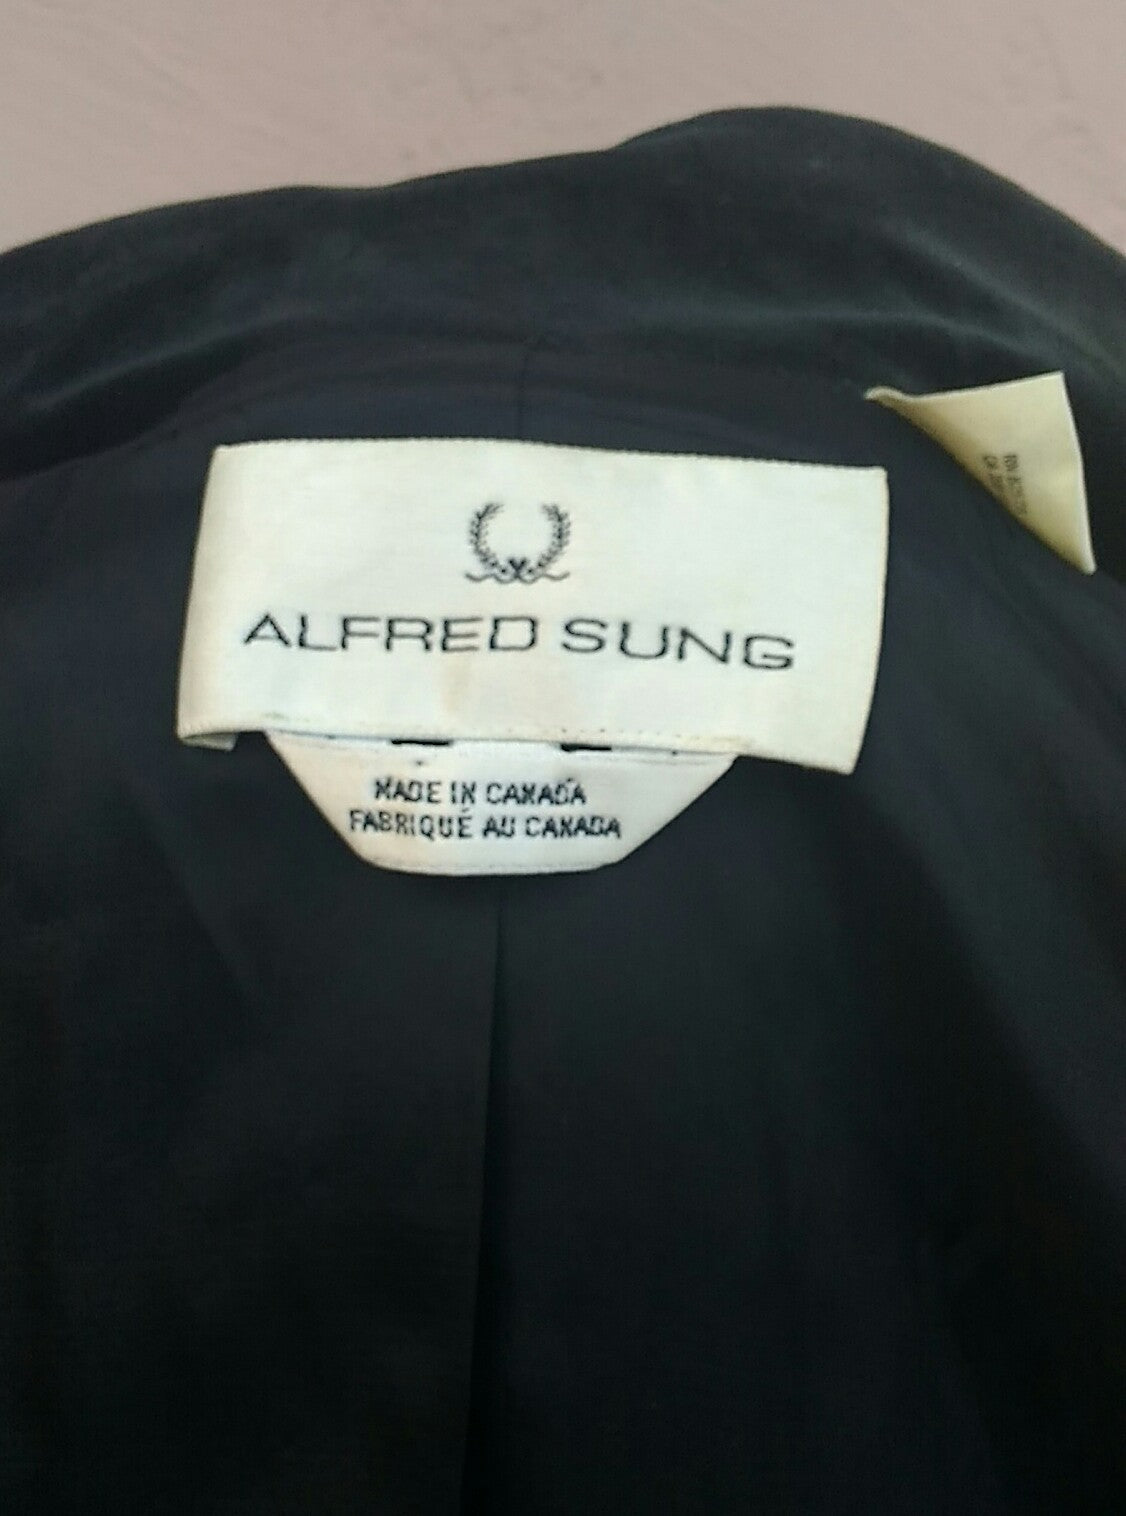 ALFRED SUNG
MADE IN CANADA
FABRIQUÉ AU CANADA